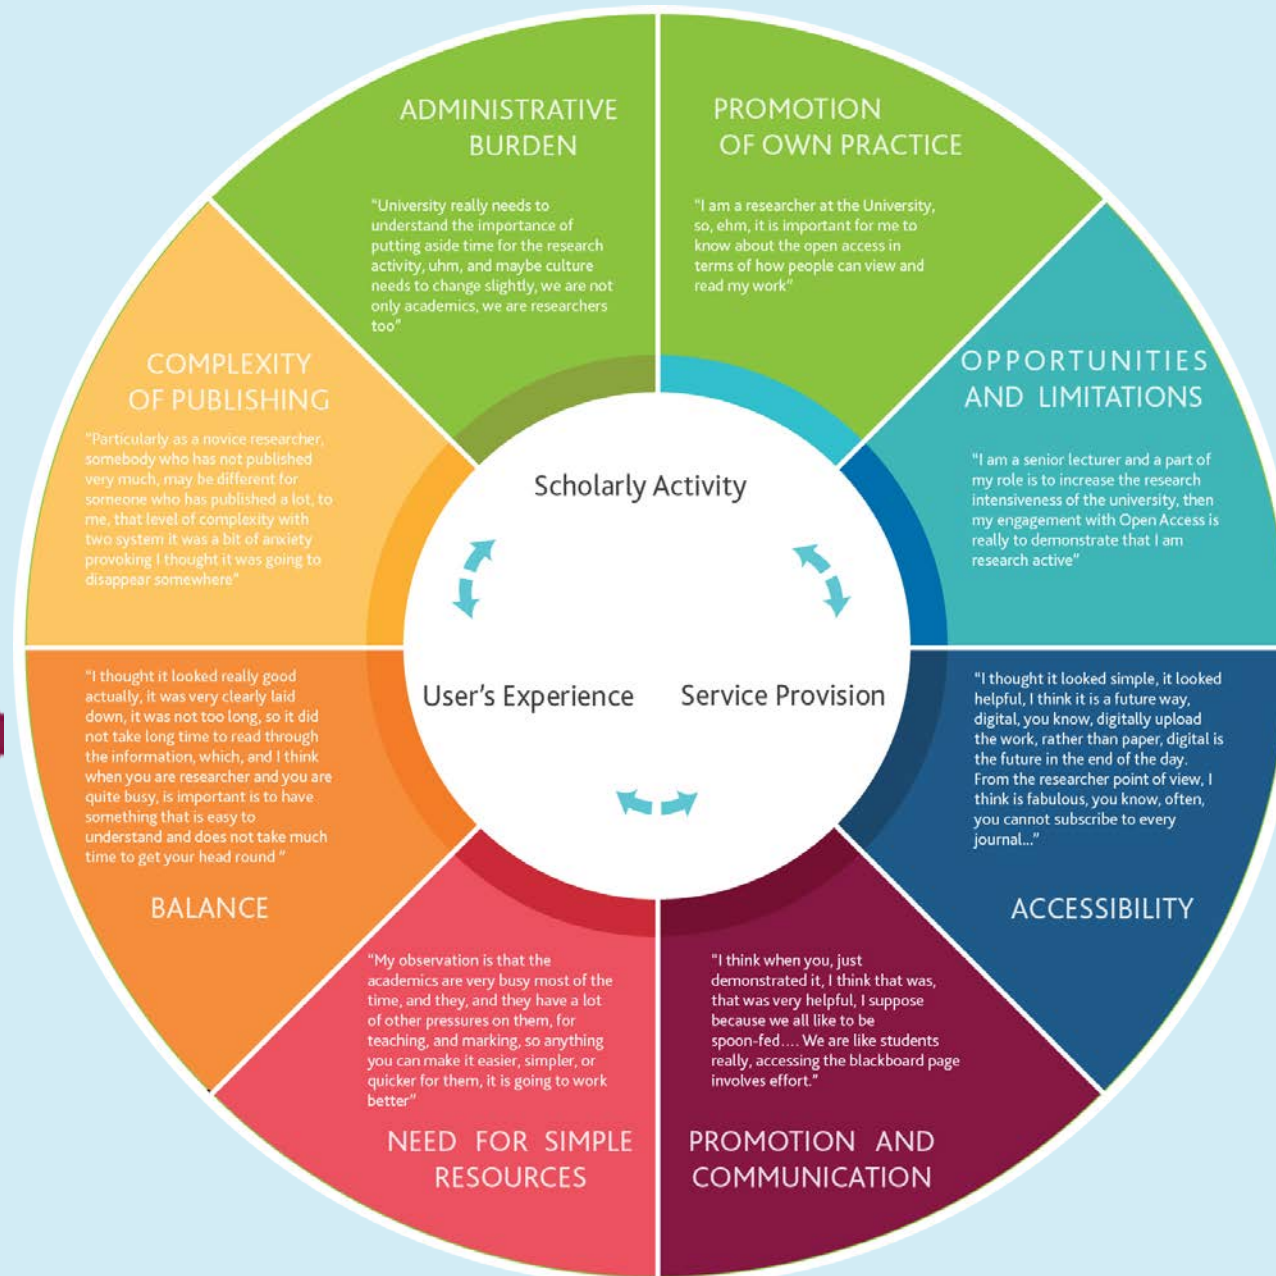 ADMINISTRATIVE
BURDEN
"University really needs to
understand the importance of
putting aside time for the research
activity, uhm, and maybe culture
needs to change slightly, we are not
only academics, we are researchers
too"
PROMOTION
OF OWN PRACTICE
"I am a researcher at the University,
so, ehm, it is important for me to
know about the open access in
terms of how people can view and
read my work"
OPPORTUNITIES
AND LIMITATIONS
"I am a senior lecturer and a part of
my role is to increase the research
intensiveness of the university, then
my engagement with Open Access is
really to demonstrate that I am
research active"
"I thought it looked simple, it looked
helpful, I think it is a future way,
digital, you know, digitally upload
the work, rather than paper, digital is
the future in the end of the day.
From the researcher point of view, I
think is fabulous, you know, often,
you cannot subscribe to every
journal..."
ACCESSIBILITY
"I think when you, just
demonstrated it, I think that was,
that was very helpful, I suppose
because we all like to be
spoon-fed.... We are like students
really, accessing the blackboard page
involves effort."
PROMOTION AND
COMMUNICATION
"My observation is that the
academics are very busy most of the
time, and they, and they have a lot
of other pressures on them, for
teaching, and marking, so anything
you can make it easier, simpler, or
quicker for them, it is going to work
better"
NEED FOR SIMPLE
RESOURCES
"I thought it looked really good
actually, it was very clearly laid
down, it was not too long, so it did
not take long time to read through
the information, which, and I think
when you are researcher and you are
quite busy, is important is to have
something that is easy to
understand and does not take much
time to get your head round "
BALANCE
COMPLEXITY
OF PUBLISHING
"Particularly as a novice researcher,
somebody who has not published
very much, may be different for
someone who has published a lot, to
me, that level of complexity with
two system it was a bit of anxiety
provoking I thought it was going to
disappear somewhere"
Scholarly Activity
User's Experience
Service Provision